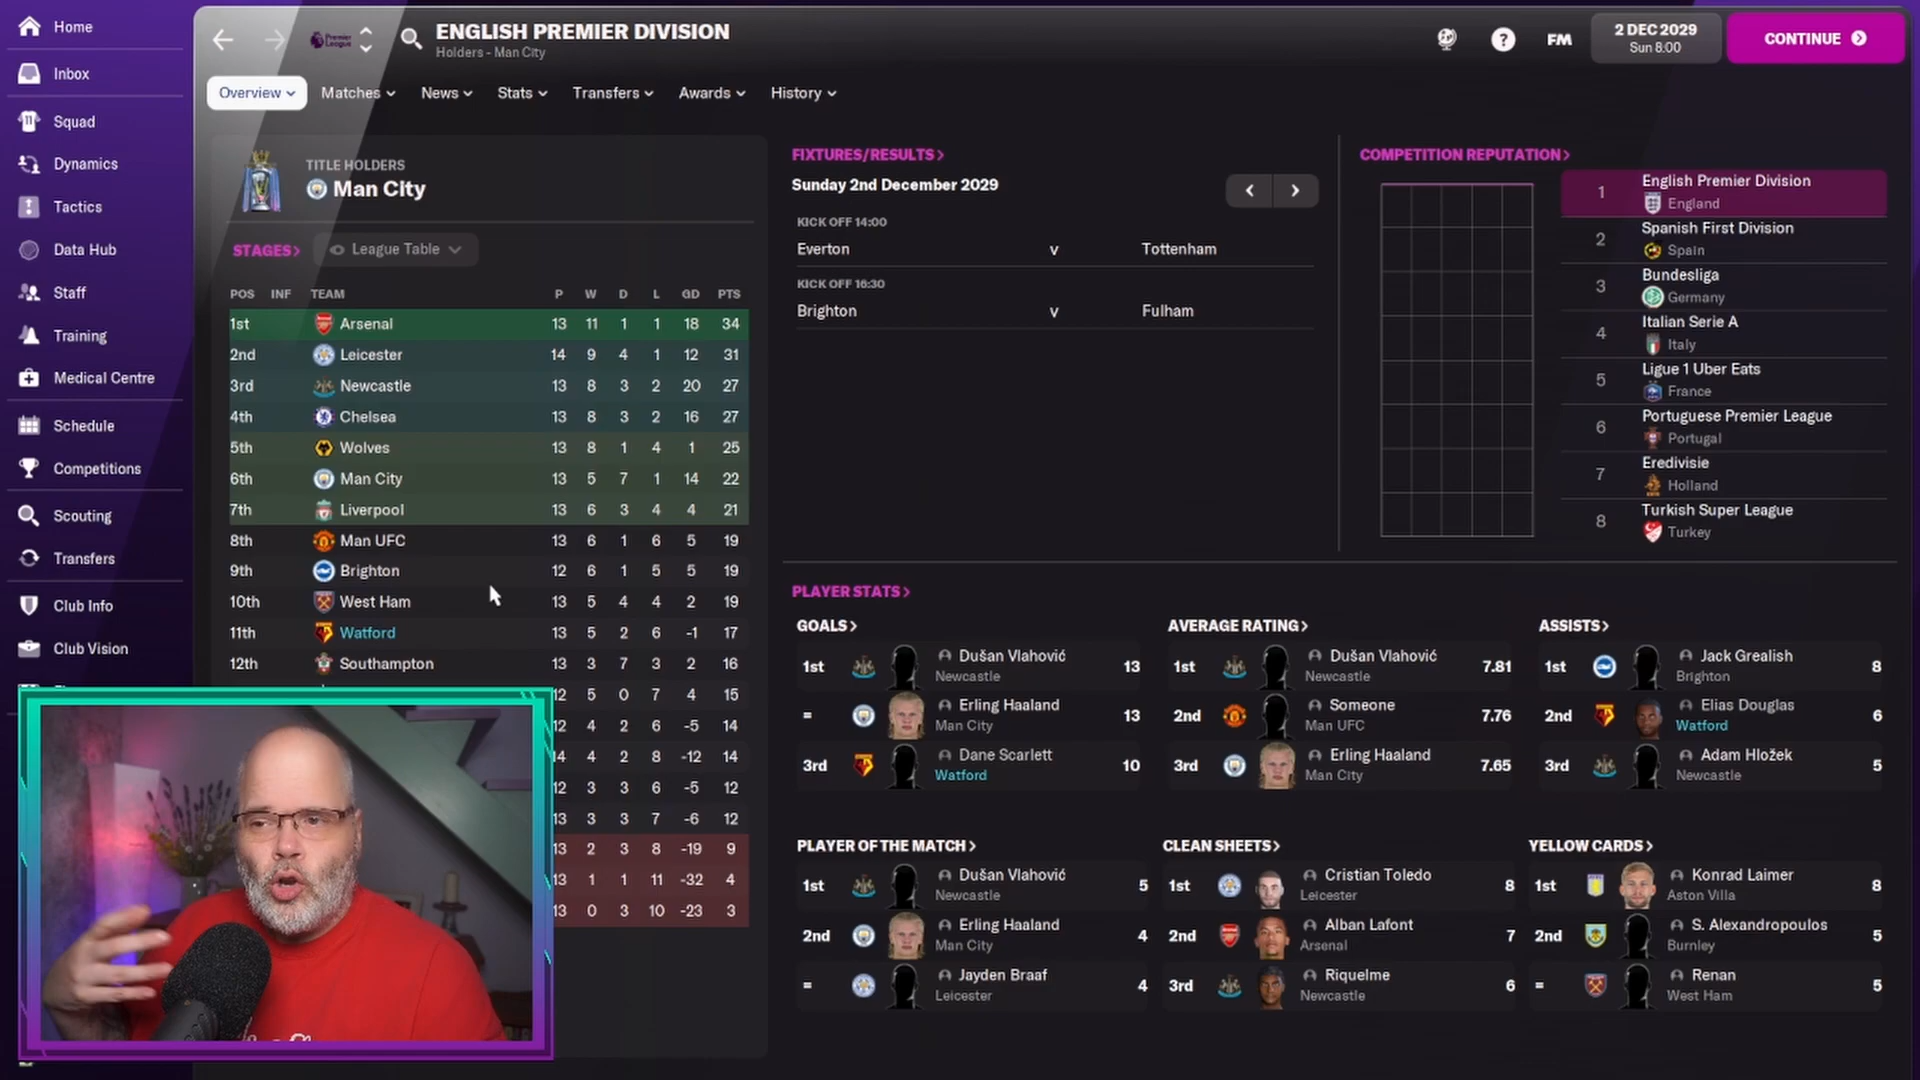 Home
Inbox
Squad
Dynamics
Tactics
Data Hub
Staff
Training
Medical Centre
Schedule
Competitions
Scouting
Transfers
Club Info
Club Vision
Premier League
ENGLISH PREMIER DIVISION
Holders - Man City
FM
2 DEC 2029
Sun 8:00
CONTINUE
Overview
Matches
News
Stats
Transfers
Awards
History
TITLE HOLDERS
Man City
STAGES>
League Table
POS INF TEAM P W D L GD PTS
1st Arsenal 13 11 1 1 18 34
2nd Leicester 14 9 4 1 12 31
3rd Newcastle 13 8 3 2 20 27
4th Chelsea 13 8 3 2 16 27
5th Wolves 13 8 1 4 1 25
6th Man City 13 5 7 1 14 22
7th Liverpool 13 6 3 4 4 21
8th Man UFC 13 6 1 6 5 19
9th Brighton 12 6 1 5 5 19
10th West Ham 13 5 4 4 2 19
11th Watford 13 5 2 6 -1 17
12th Southampton 13 3 7 3 2 16
12 5 0 7 4 15
12 4 2 6 -5 14
14 4 2 8 -12 14
12 3 3 6 -5 12
13 3 3 7 -6 12
13 2 3 8 -19 9
13 1 1 11 -32 4
13 0 3 10 -23 3
FIXTURES/RESULTS>
Sunday 2nd December 2029
KICK OFF 14:00
Everton v Tottenham
KICK OFF 16:30
Brighton v Fulham
COMPETITION REPUTATION>
1 English Premier Division
England
2 Spanish First Division
Spain
3 Bundesliga
Germany
4 Italian Serie A
Italy
5 Ligue 1 Uber Eats
France
6 Portuguese Premier League
Portugal
7 Eredivisie
Holland
8 Turkish Super League
Turkey
PLAYER STATS>
GOALS>
1st Dušan Vlahović 13
Newcastle
= Erling Haaland 13
Man City
3rd Dane Scarlett 10
Watford
AVERAGE RATING>
1st Dušan Vlahović 7.81
Newcastle
2nd Someone 7.76
Man UFC
3rd Erling Haaland 7.65
Man City
ASSISTS>
1st Jack Grealish 8
Brighton
2nd Elias Douglas 6
Watford
3rd Adam Hložek 5
Newcastle
PLAYER OF THE MATCH>
1st Dušan Vlahović 5
Newcastle
2nd Erling Haaland 4
Man City
= Jayden Braaf 4
Leicester
CLEAN SHEETS>
1st Cristian Toledo 8
Leicester
2nd Alban Lafont 7
Arsenal
3rd Riquelme 6
Newcastle
YELLOW CARDS>
1st Konrad Laimer 8
Aston Villa
2nd S. Alexandropoulos 5
Burnley
= Renan 5
West Ham